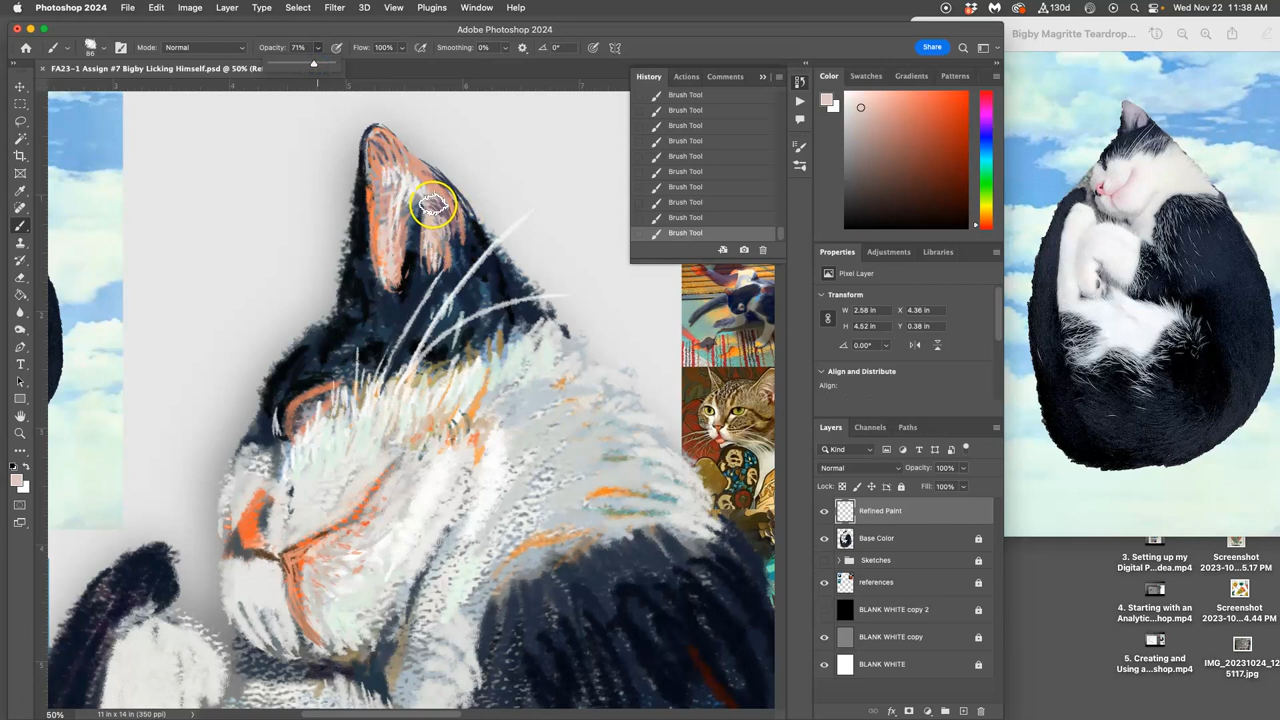 Photoshop 2024 File Edit Image Layer Type Select Filter 3D View Plugins Window Help 130d Wed Nov 22 11:38 AM
Adobe Photoshop 2024
Bigby Magritte Teardrop...
86 Mode: Normal Opacity: 71% Flow: 100% Smoothing: 0% 0° Share
FA23-1 Assign #7 Bigby Licking Himself.psd @ 50% (Re
3 5 6
History Actions Comments
Brush Tool
Brush Tool
Brush Tool
Brush Tool
Brush Tool
Brush Tool
Brush Tool
Brush Tool
Brush Tool
Brush Tool
Color Swatches Gradients Patterns
Properties Adjustments Libraries
Pixel Layer
Transform
W 2.58 in X 4.36 in
H 4.52 in Y 0.38 in
0.00°
Align and Distribute
Align:
Layers Channels Paths
Kind
Normal Opacity: 100%
Lock: Fill: 100%
Refined Paint
Base Color
Sketches
references
BLANK WHITE copy 2
BLANK WHITE copy
BLANK WHITE
3. Setting up my
Digital P...dea.mp4
Screenshot
2023-10...5.17 PM
4. Starting with an
Analytic...hop.mp4
Screenshot
2023-10...4.44 PM
5. Creating and
Using a...shop.mp4
IMG_20231024_12
5117.jpg
50% 11 in x 14 in (350 ppi)